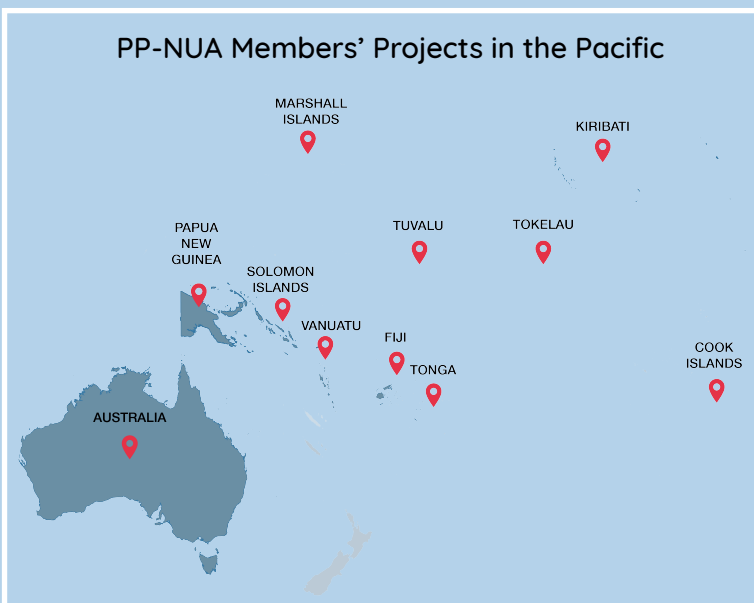 PP-NUA Members’ Projects in the Pacific
MARSHALL
ISLANDS
KIRIBATI
PAPUA
NEW
GUINEA
TUVALU
TOKELAU
SOLOMON
ISLANDS
VANUATU
FIJI
TONGA
COOK
ISLANDS
AUSTRALIA